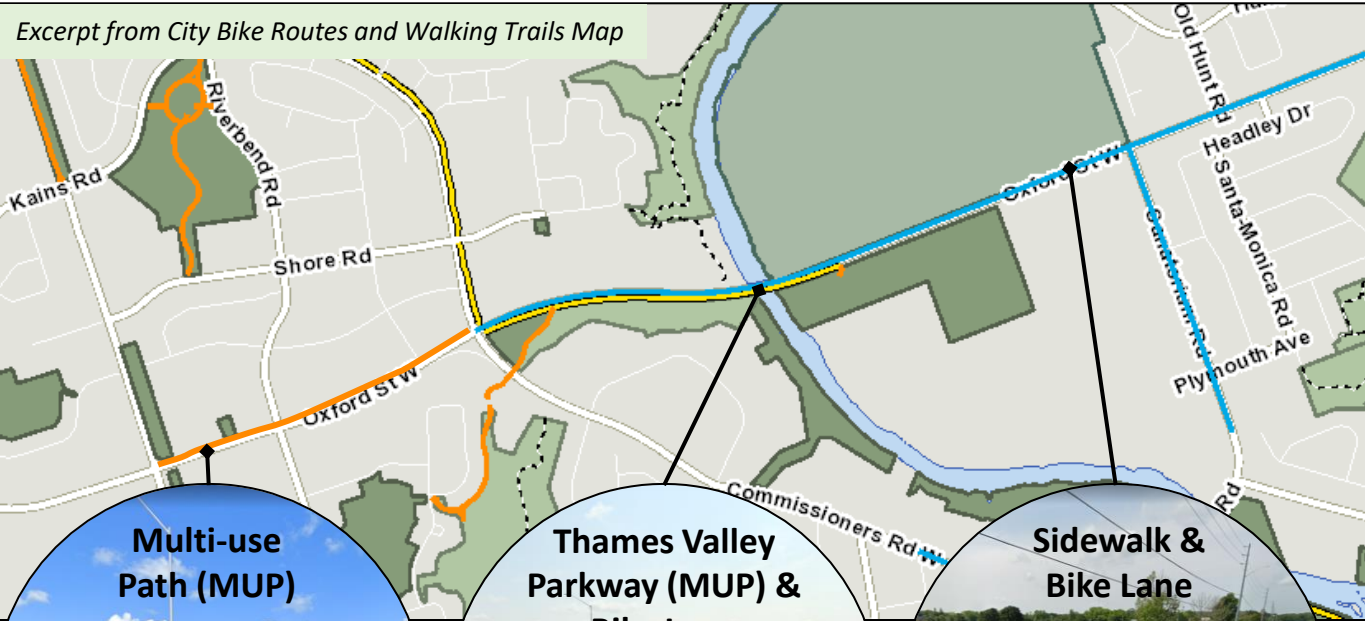 Excerpt from City Bike Routes and Walking Trails Map
Old Hunt Rd
Riverbend Rd
Headley Dr
Kains Rd
Oxford St W
Santa-Monica Rd
Sanatorium Rd
Shore Rd
Plymouth Ave
Oxford St W
Commissioners Rd W
Rd
Multi-use
Path (MUP)
Thames Valley
Parkway (MUP) &
Sidewalk &
Bike Lane